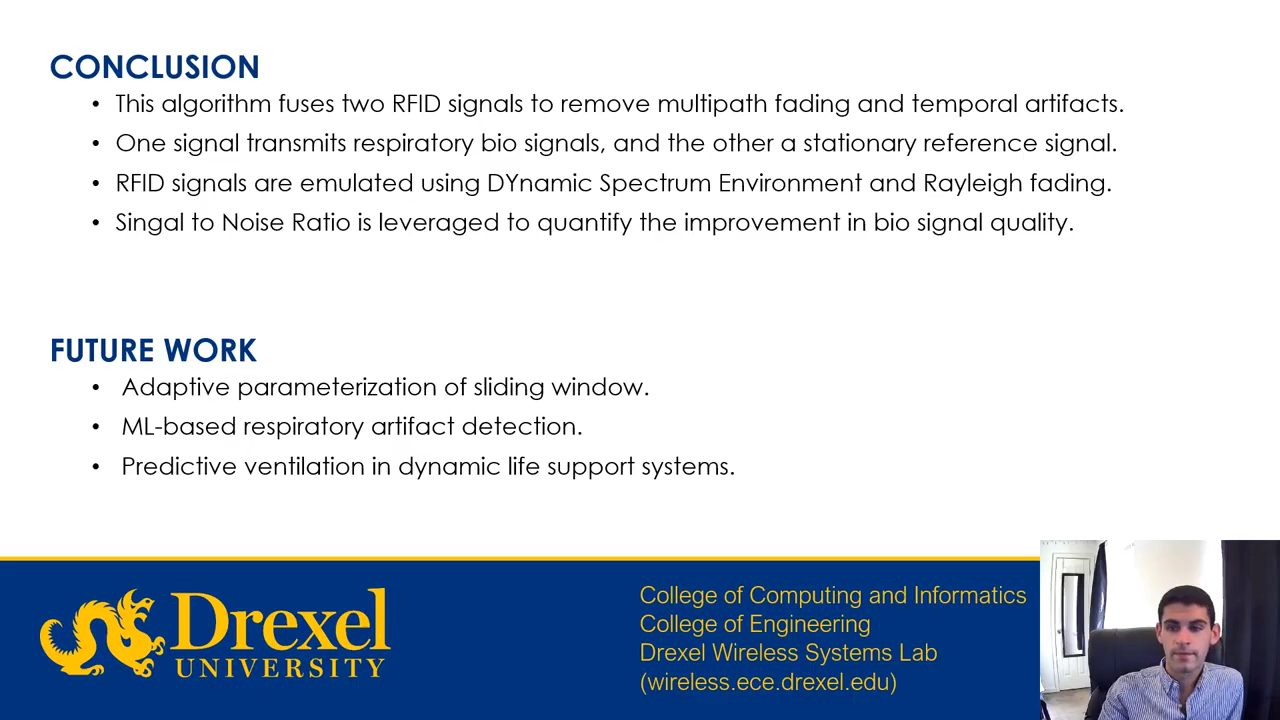 CONCLUSION
• This algorithm fuses two RFID signals to remove multipath fading and temporal artifacts.
• One signal transmits respiratory bio signals, and the other a stationary reference signal.
• RFID signals are emulated using DYnamic Spectrum Environment and Rayleigh fading.
• Singal to Noise Ratio is leveraged to quantify the improvement in bio signal quality.
FUTURE WORK
• Adaptive parameterization of sliding window.
• ML-based respiratory artifact detection.
• Predictive ventilation in dynamic life support systems.
Drexel
UNIVERSITY
College of Computing and Informatics
College of Engineering
Drexel Wireless Systems Lab
(wireless.ece.drexel.edu)